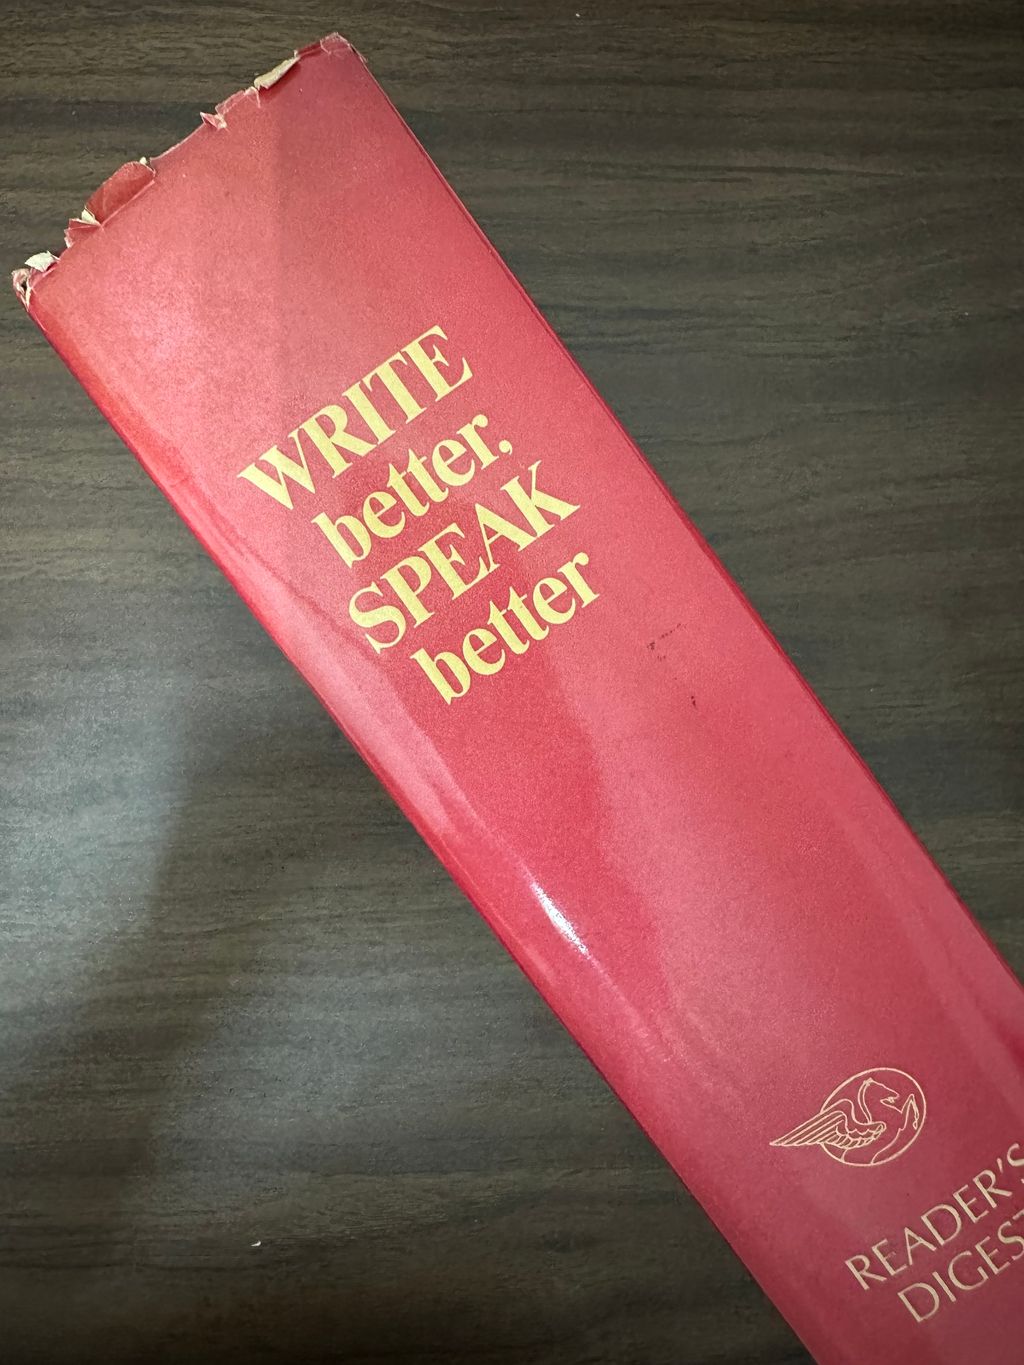 WRITE
better,
SPEAK
better
READER'S
DIGEST